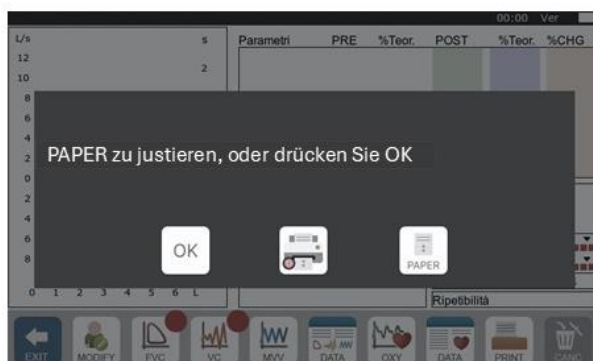 00:00 Ver
L/s s Parametri PRE %Teor. POST %Teor. %CHG
12
2
10
8
6
4
2
0
2
4
6
8
PAPER zu justieren, oder drücken Sie OK
OK
PAPER
0 1 2 3 4 5 6 L
Ripetibilità
EXIT MODIFY FVC VC MVV DATA OXY DATA PRINT CANC